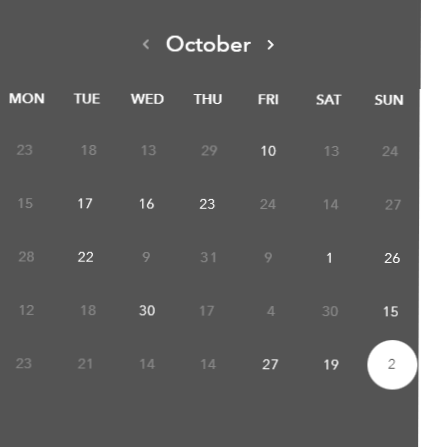 ‹ October ›
MON TUE WED THU FRI SAT SUN
23 18 13 29 10 13 24
15 17 16 23 24 14 27
28 22 9 31 9 1 26
12 18 30 17 4 30 15
23 21 14 14 27 19 2